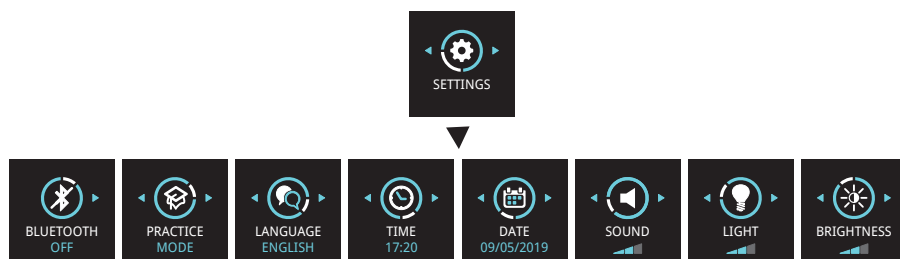 SETTINGS
BLUETOOTH
OFF
PRACTICE
MODE
LANGUAGE
ENGLISH
TIME
17:20
DATE
09/05/2019
SOUND
LIGHT
BRIGHTNESS